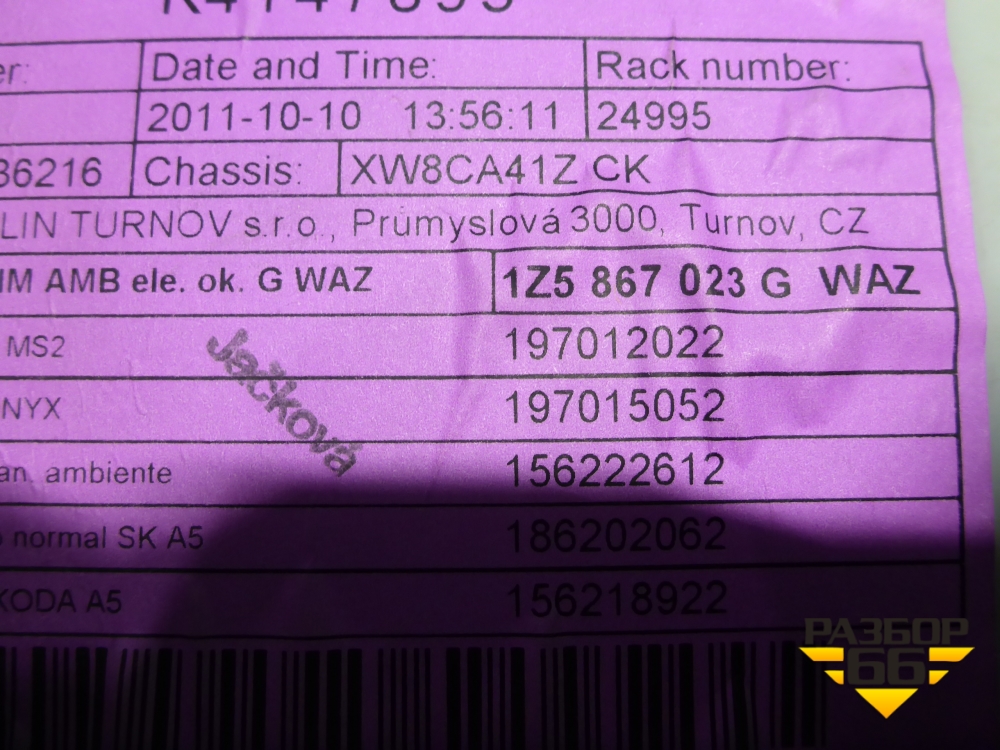 er: Date and Time: Rack number:
2011-10-10 13:56:11 24995
36216 Chassis: XW8CA41Z CK
LIN TURNOV s.r.o., Průmyslová 3000, Turnov, CZ
IM AMB ele. ok. G WAZ 1Z5 867 023 G WAZ
MS2 197012022
Jačková
NYX 197015052
an. ambiente 156222612
o normal SK A5 186202062
KODA A5 156218922
РАЗБОР
66